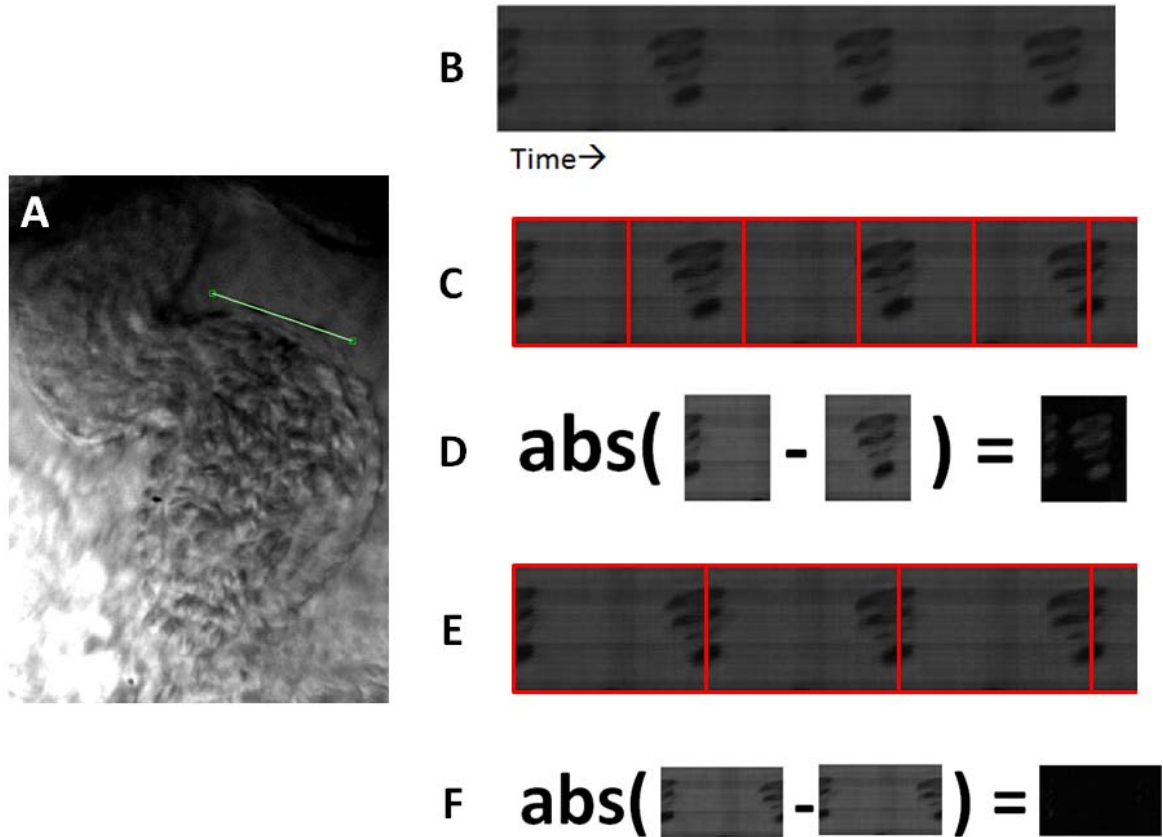 B
Time→
A
C
D abs( - ) =
E
F abs( - ) =